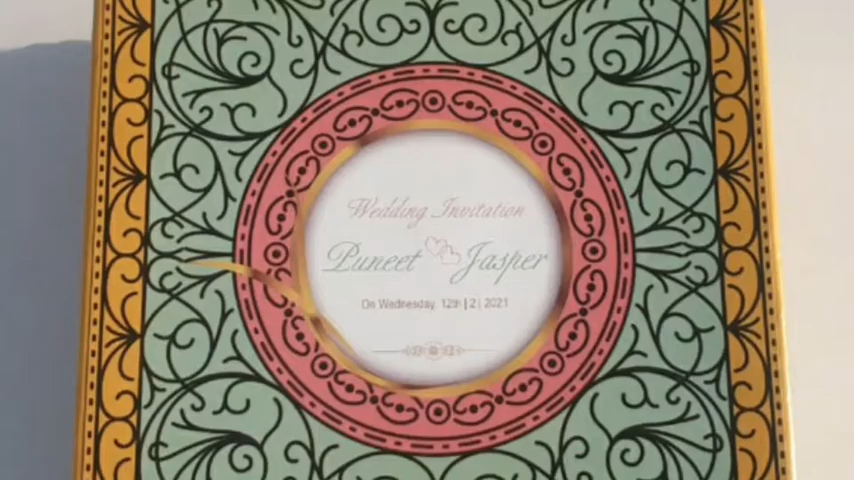 Wedding Invitation
Puneet Jasper
On Wednesday, 12th | 2 | 2021